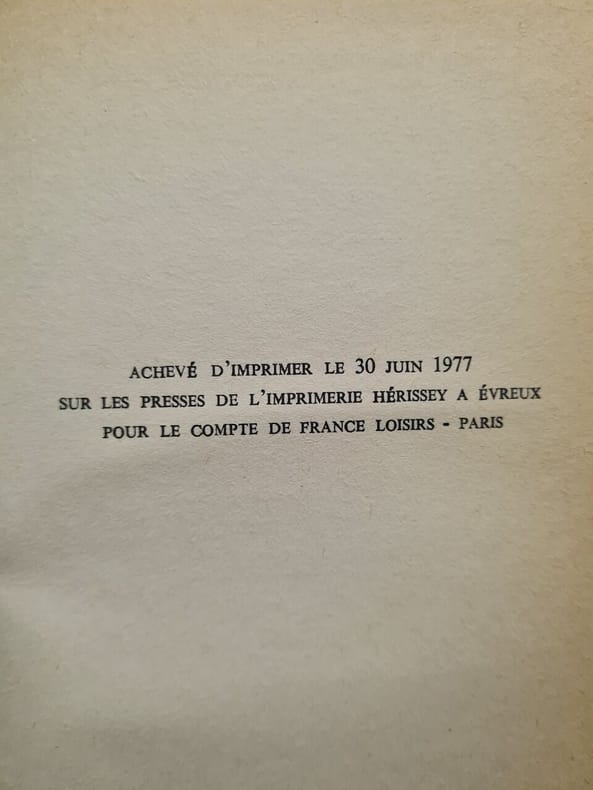 ACHEVÉ D'IMPRIMER LE 30 JUIN 1977
SUR LES PRESSES DE L'IMPRIMERIE HÉRISSEY A ÉVREUX
POUR LE COMPTE DE FRANCE LOISIRS - PARIS